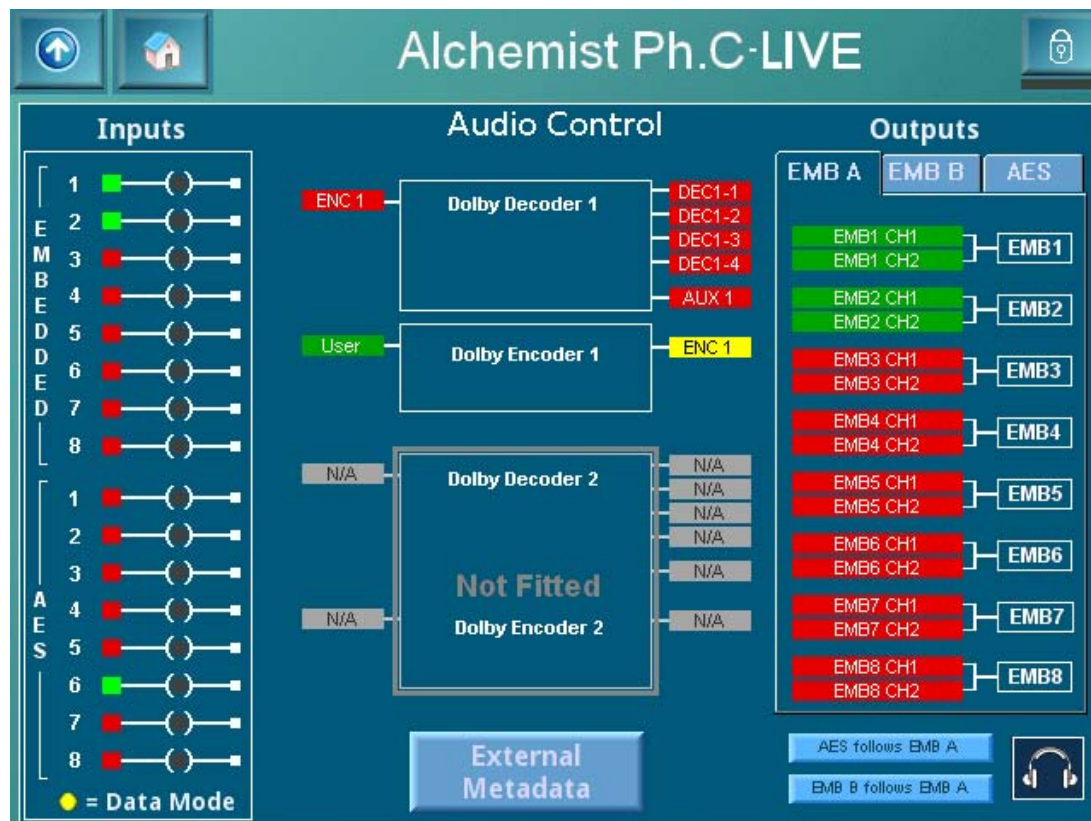 Alchemist Ph.C-LIVE
Inputs
EMBEDDED
1
2
3
4
5
6
7
8
AES
1
2
3
4
5
6
7
8
= Data Mode
Audio Control
ENC 1
Dolby Decoder 1
DEC1-1
DEC1-2
DEC1-3
DEC1-4
AUX 1
User
Dolby Encoder 1
ENC 1
N/A
Dolby Decoder 2
N/A
N/A
N/A
N/A
N/A
Not Fitted
N/A
Dolby Encoder 2
N/A
External
Metadata
Outputs
EMB A EMB B AES
EMB1 CH1
EMB1 CH2
EMB1
EMB2 CH1
EMB2 CH2
EMB2
EMB3 CH1
EMB3 CH2
EMB3
EMB4 CH1
EMB4 CH2
EMB4
EMB5 CH1
EMB5 CH2
EMB5
EMB6 CH1
EMB6 CH2
EMB6
EMB7 CH1
EMB7 CH2
EMB7
EMB8 CH1
EMB8 CH2
EMB8
AES follows EMB A
EMB B follows EMB A